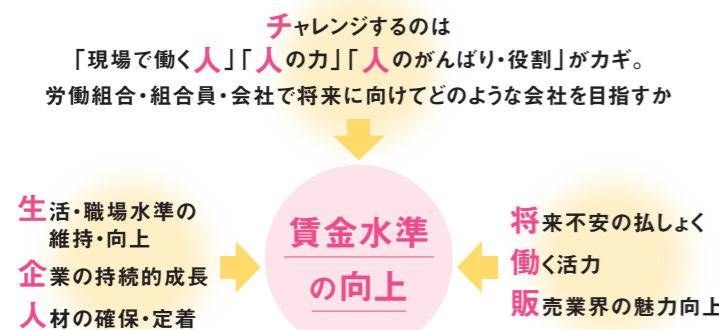 チャレンジするのは
「現場で働く人」「人の力」「人のがんばり・役割」がカギ。
労働組合・組合員・会社で将来に向けてどのような会社を目指すか
生活・職場水準の
維持・向上
企業の持続的成長
人材の確保・定着
賃金水準
の向上
将来不安の払しょく
働く活力
販売業界の魅力向上